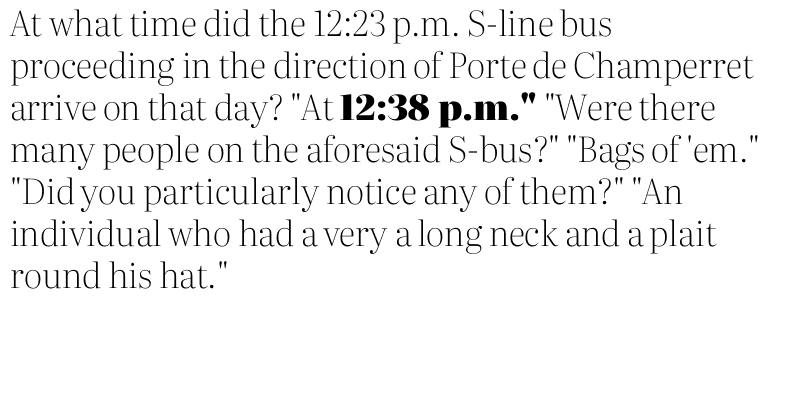 At what time did the 12:23 p.m. S-line bus
proceeding in the direction of Porte de Champerret
arrive on that day? "At 12:38 p.m." "Were there
many people on the aforesaid S-bus?" "Bags of 'em."
"Did you particularly notice any of them?" "An
individual who had a very a long neck and a plait
round his hat."